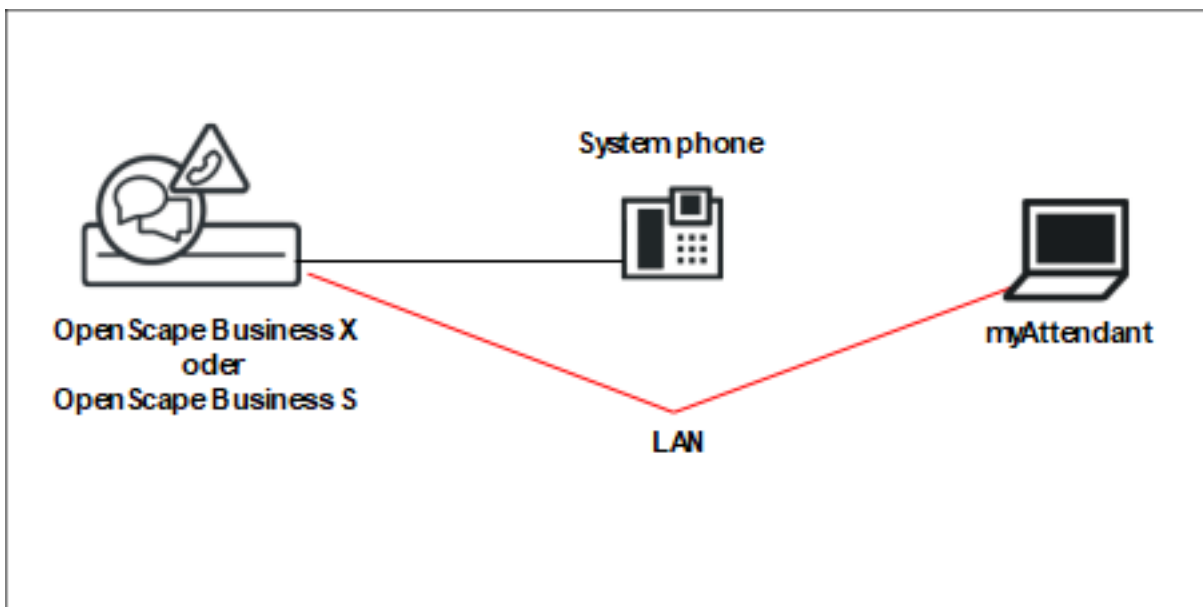 System phone
OpenScape Business X
oder
OpenScape Business S
myAttendant
LAN